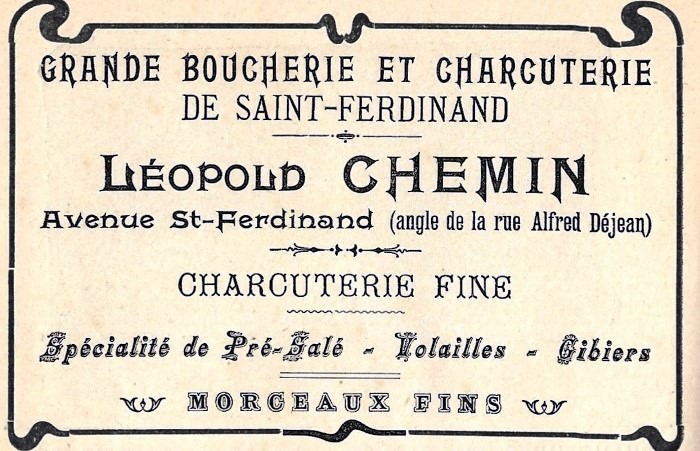 GRANDE BOUCHERIE ET CHARCUTERIE
DE SAINT-FERDINAND
LÉOPOLD CHEMIN
Avenue St-Ferdinand (angle de la rue Alfred Déjean)
CHARCUTERIE FINE
Spécialité de Pré-Salé - Volailles - Gibiers
MORCEAUX FINS